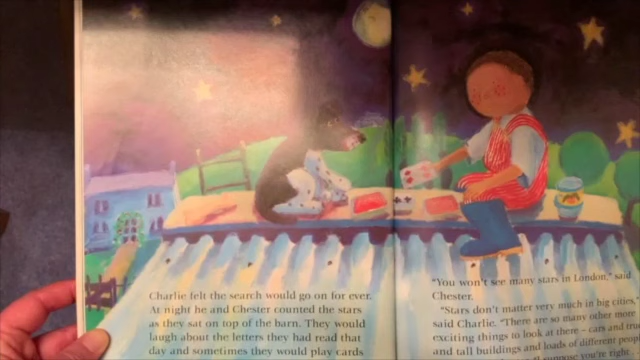 Charlie felt the search would go on for ever.
At night he and Chester counted the stars
as they sat on top of the barn. They would
laugh about the letters they had read that
day and sometimes they would play cards
"You won't see many stars in London," said
Chester.
"Stars don't matter very much in big cities,"
said Charlie. "There are so many other more
exciting things to look at – cars and
and tall buildings and loads of different
suppose you're right,